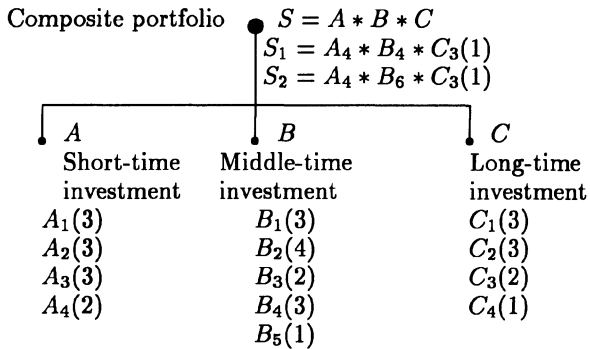 Composite portfolio S = A * B * C
S₁ = A₄ * B₄ * C₃(1)
S₂ = A₄ * B₆ * C₃(1)
A B C
Short-time Middle-time Long-time
investment investment investment
A₁(3) B₁(3) C₁(3)
A₂(3) B₂(4) C₂(3)
A₃(3) B₃(2) C₃(2)
A₄(2) B₄(3) C₄(1)
B₅(1)